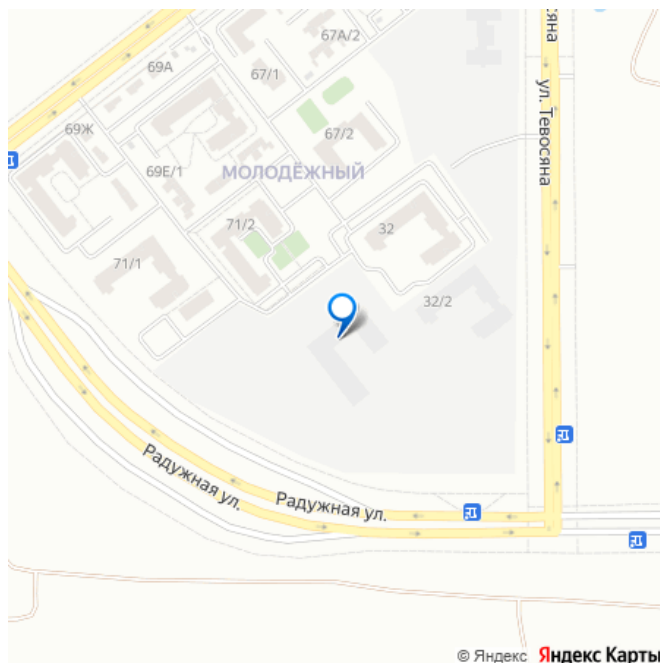 67А/2
сяна
69А
67/1
ул. Тевосяна
69Ж
67/2
69Е/1
МОЛОДЁЖНЫЙ
71/2
32
71/1
32/2
Радужная ул.
Радужная ул.
© Яндекс Яндекс Карты